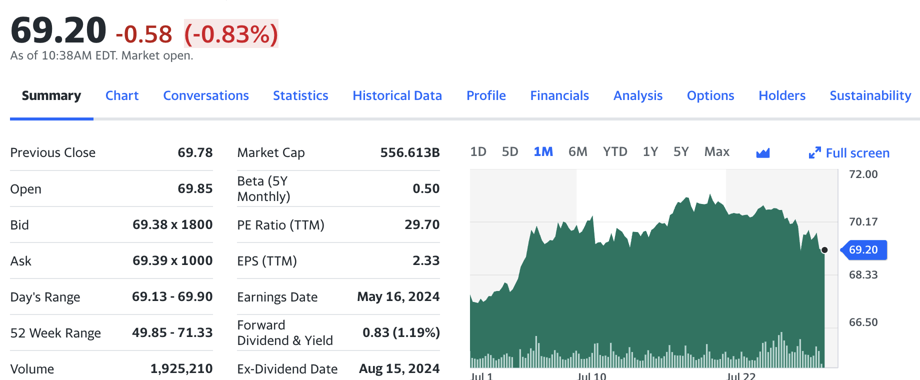 69.20 -0.58 (-0.83%)
As of 10:38AM EDT. Market open.
Summary Chart Conversations Statistics Historical Data Profile Financials Analysis Options Holders Sustainability
Previous Close 69.78
Open 69.85
Bid 69.38 x 1800
Ask 69.39 x 1000
Day's Range 69.13 - 69.90
52 Week Range 49.85 - 71.33
Volume 1,925,210
Market Cap 556.613B
Beta (5Y
Monthly) 0.50
PE Ratio (TTM) 29.70
EPS (TTM) 2.33
Earnings Date May 16, 2024
Forward
Dividend & Yield 0.83 (1.19%)
Ex-Dividend Date Aug 15, 2024
1D 5D 1M 6M YTD 1Y 5Y Max Full screen
72.00
70.17
69.20
68.33
66.50
Jul 1 Jul 10 Jul 22